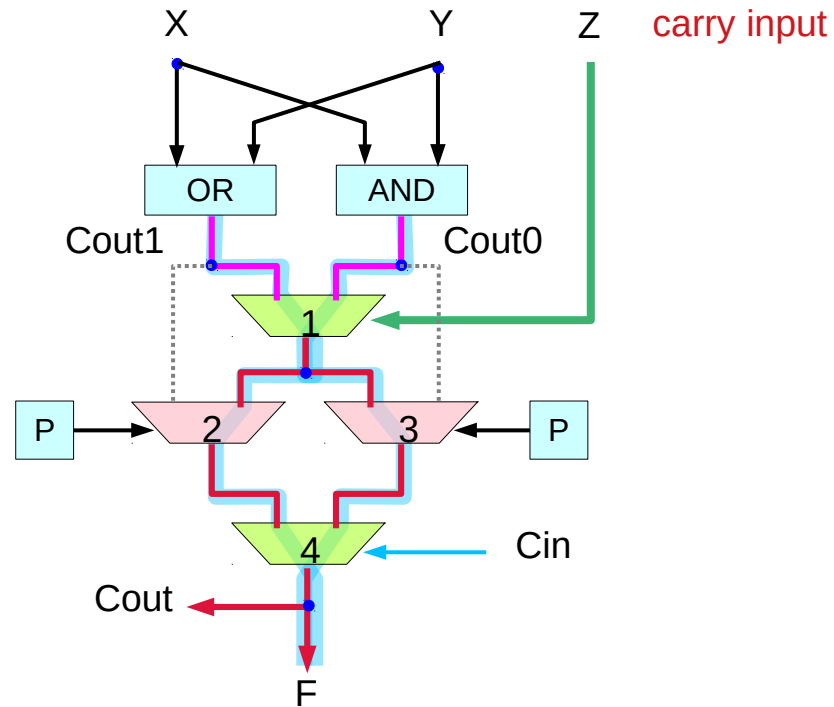 X Y Z carry input
OR AND
Cout1 Cout0
1
P 2 3 P
4 Cin
Cout
F